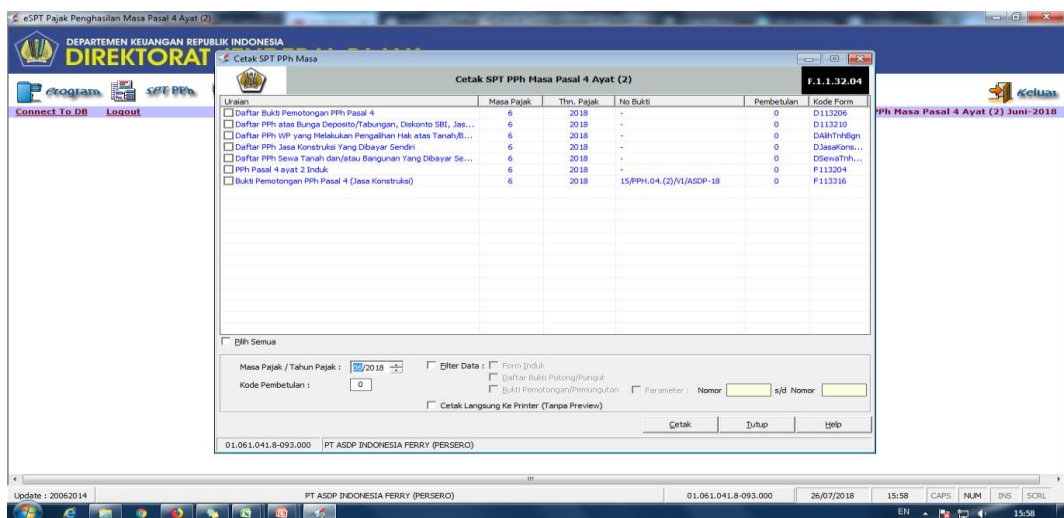 eSPT Pajak Penghasilan Masa Pasal 4 Ayat (2)
DEPARTEMEN KEUANGAN REPUBLIK INDONESIA
DIREKTORAT
Program SPT PPh Keluar
Connect To DB Logout PPh Masa Pasal 4 Ayat (2) Juni-2018
Cetak SPT PPh Masa
Cetak SPT PPh Masa Pasal 4 Ayat (2) F.1.1.32.04
Uraian Masa Pajak Thn. Pajak No Bukti Pembetulan Kode Form
Daftar Bukti Pemotongan PPh Pasal 4 6 2018 - 0 D113206
Daftar PPh atas Bunga Deposito/Tabungan, Diskonto SBI, Jas... 6 2018 - 0 D113210
Daftar PPh WP yang Melakukan Pengalihan Hak atas Tanah/B... 6 2018 - 0 DAlihTnhBgn
Daftar PPh Jasa Konstruksi Yang Dibayar Sendiri 6 2018 - 0 DJasaKons...
Daftar PPh Sewa Tanah dan/atau Bangunan Yang Dibayar Se... 6 2018 - 0 DSewaTnh...
PPh Pasal 4 ayat 2 Induk 6 2018 - 0 F113204
Bukti Pemotongan PPh Pasal 4 (Jasa Konstruksi) 6 2018 15/PPH.04.(2)/VI/ASDP-18 0 F113316
Pilih Semua
Masa Pajak / Tahun Pajak : 06/2018 Filter Data : Form Induk
Daftar Bukti Potong/Pungut
Kode Pembetulan : 0 Bukti Pemotongan/Pemungutan Parameter : Nomor s/d Nomor
Cetak Langsung Ke Printer (Tanpa Preview)
Cetak Tutup Help
01.061.041.8-093.000 PT ASDP INDONESIA FERRY (PERSERO)
Update : 20062014 PT ASDP INDONESIA FERRY (PERSERO) 01.061.041.8-093.000 26/07/2018 15:58 CAPS NUM INS SCRL
EN 15:58